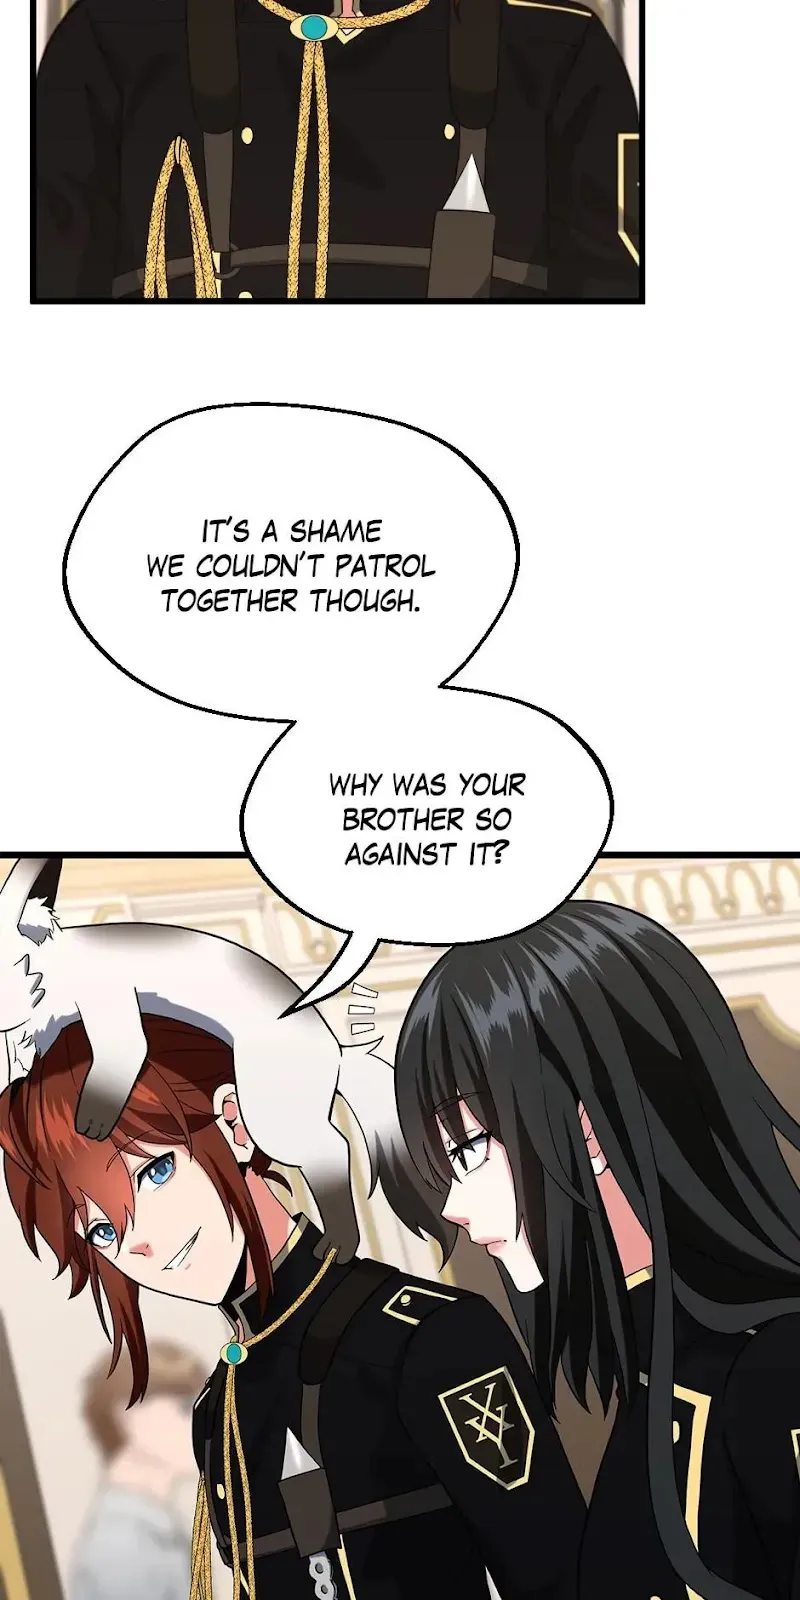 IT'S A SHAME
WE COULDN'T PATROL
TOGETHER THOUGH.
WHY WAS YOUR
BROTHER SO
AGAINST IT?